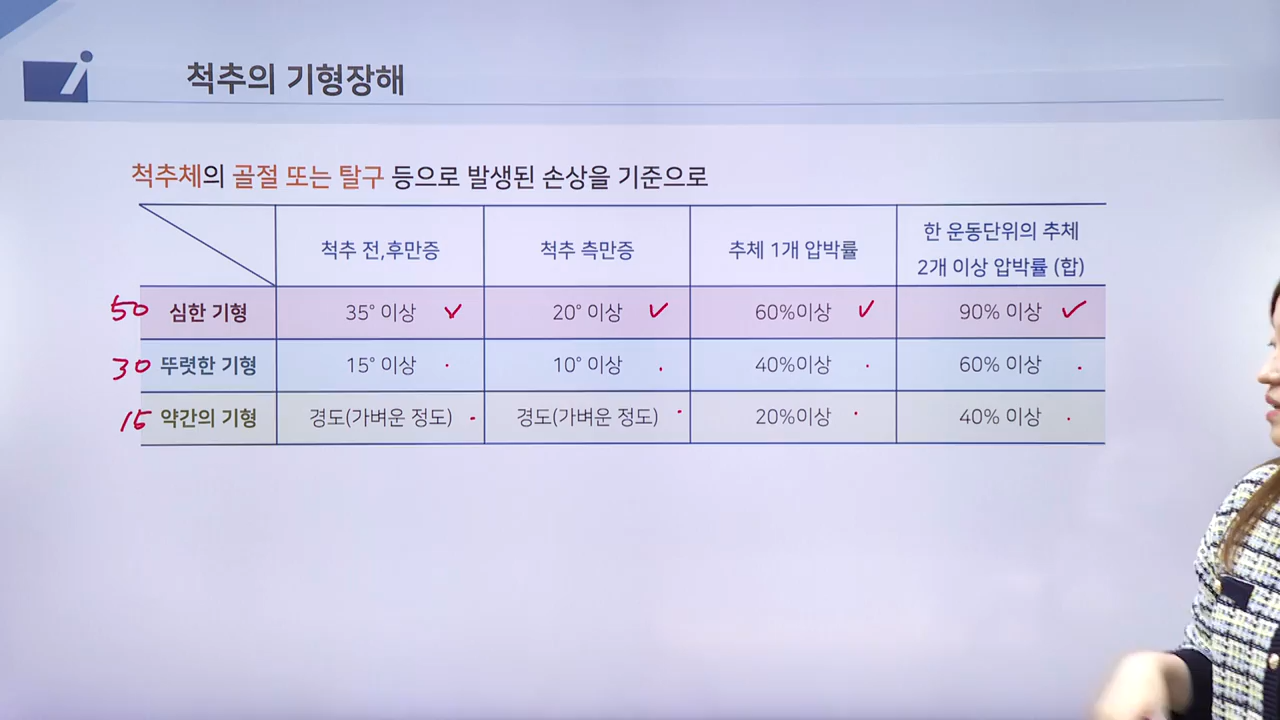 척추의 기형장해
척추체의 골절 또는 탈구 등으로 발생된 손상을 기준으로
척추 전,후만증 척추 측만증 추체 1개 압박률 한 운동단위의 추체
2개 이상 압박률 (합)
50 심한 기형 35° 이상 20° 이상 60%이상 90% 이상
30 뚜렷한 기형 15° 이상 10° 이상 40%이상 60% 이상
15 약간의 기형 경도(가벼운 정도) 경도(가벼운 정도) 20%이상 40% 이상